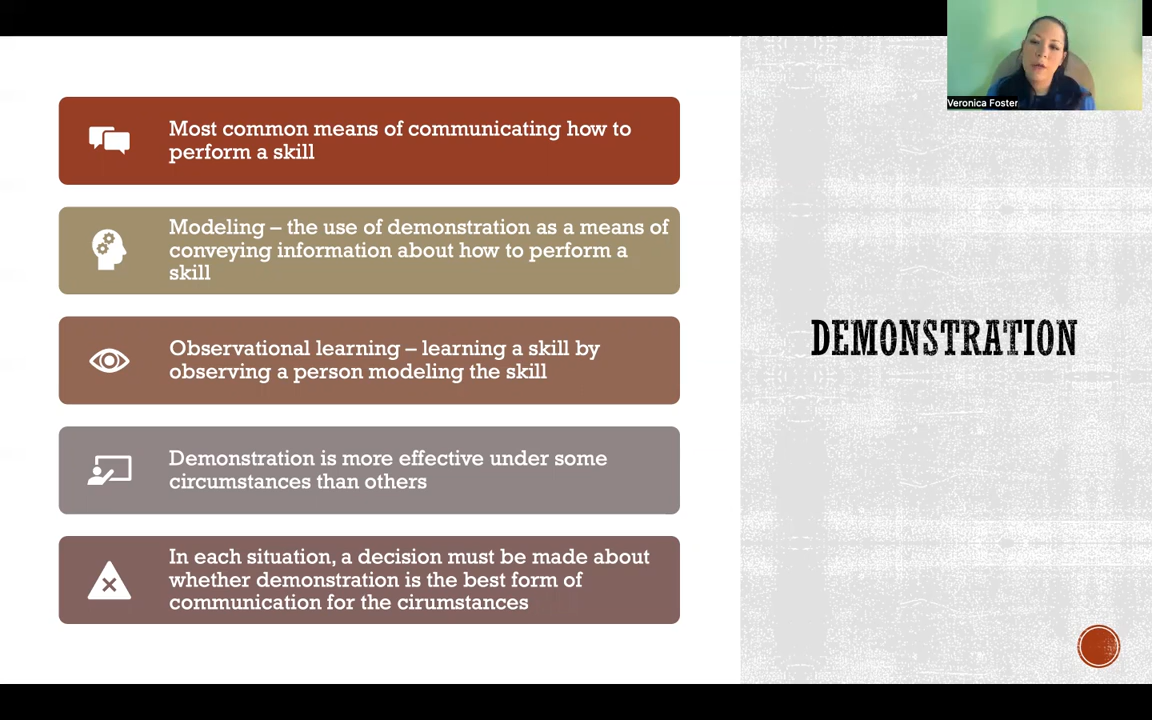 Veronica Foster
Most common means of communicating how to
perform a skill
Modeling – the use of demonstration as a means of
conveying information about how to perform a
skill
Observational learning – learning a skill by
observing a person modeling the skill
Demonstration is more effective under some
circumstances than others
In each situation, a decision must be made about
whether demonstration is the best form of
communication for the cirumstances
DEMONSTRATION